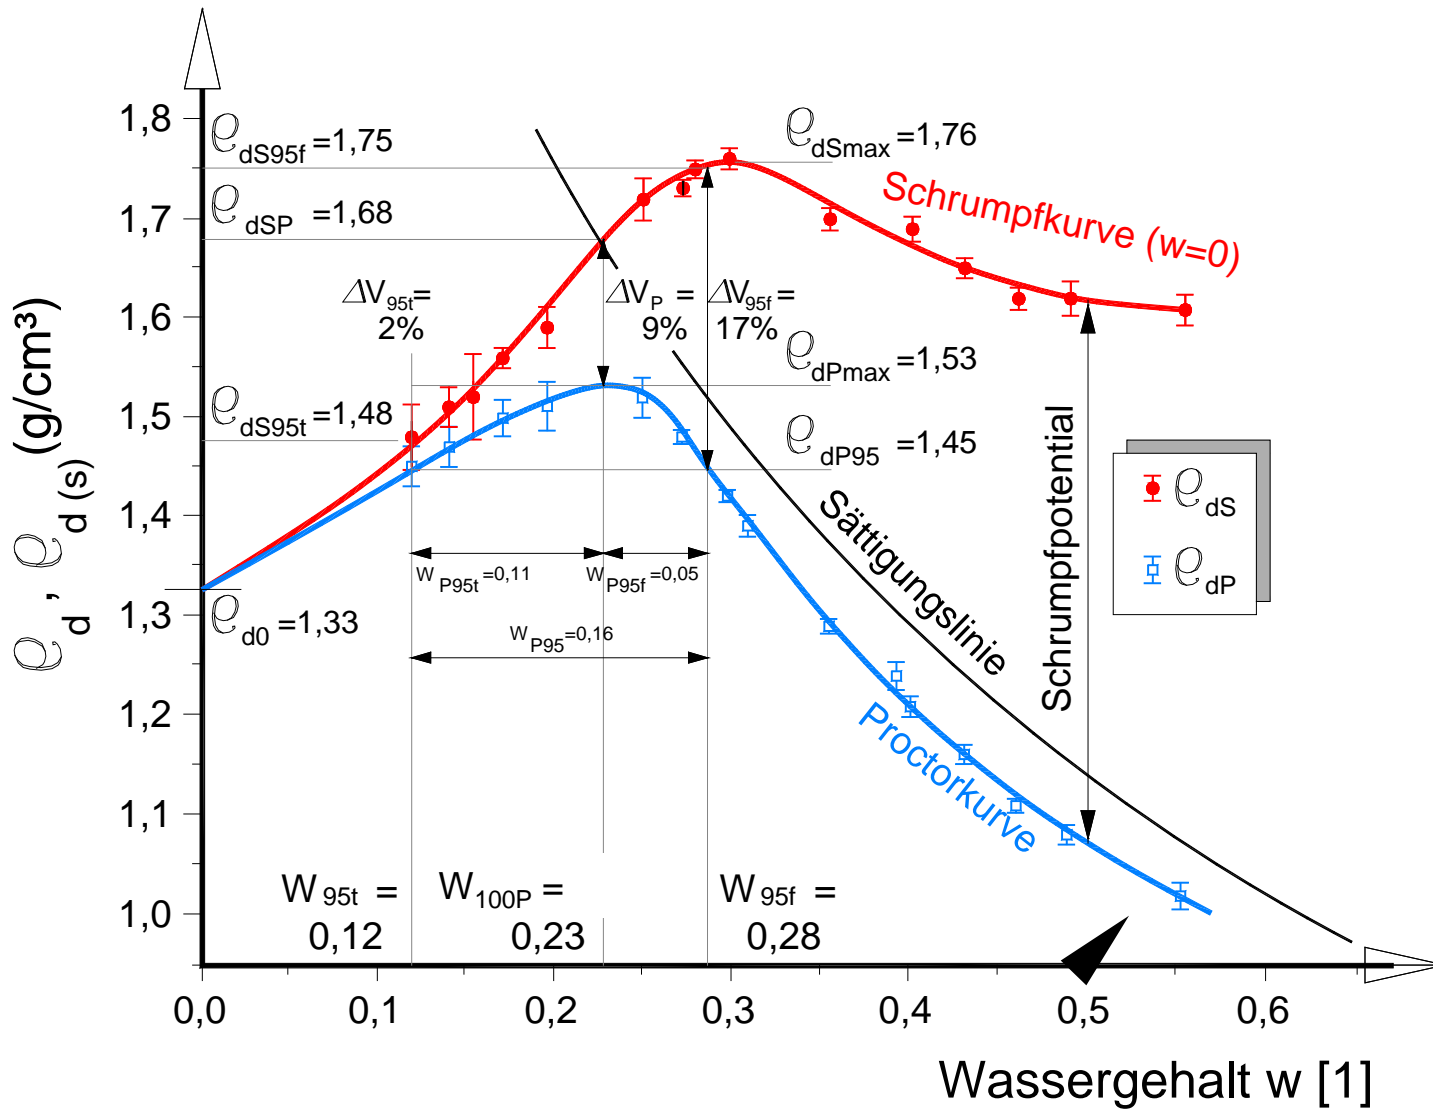 1,8
1,7
1,6
1,5
1,4
1,3
1,2
1,1
1,0
ϱd, ϱd (s) (g/cm³)
ϱdS95f =1,75
ϱdSP =1,68
ϱdS95t =1,48
ϱd0 =1,33
ϱdSmax =1,76
ϱdPmax =1,53
ϱdP95 =1,45
ΔV95t=
2%
ΔVP =
9%
ΔV95f=
17%
Schrumpfkurve (w=0)
Sättigungslinie
Proctorkurve
Schrumpfpotential
ϱdS
ϱdP
WP95t=0,11
WP95f=0,05
WP95=0,16
W95t =
0,12
W100P =
0,23
W95f =
0,28
0,0
0,1
0,2
0,3
0,4
0,5
0,6
Wassergehalt w [1]